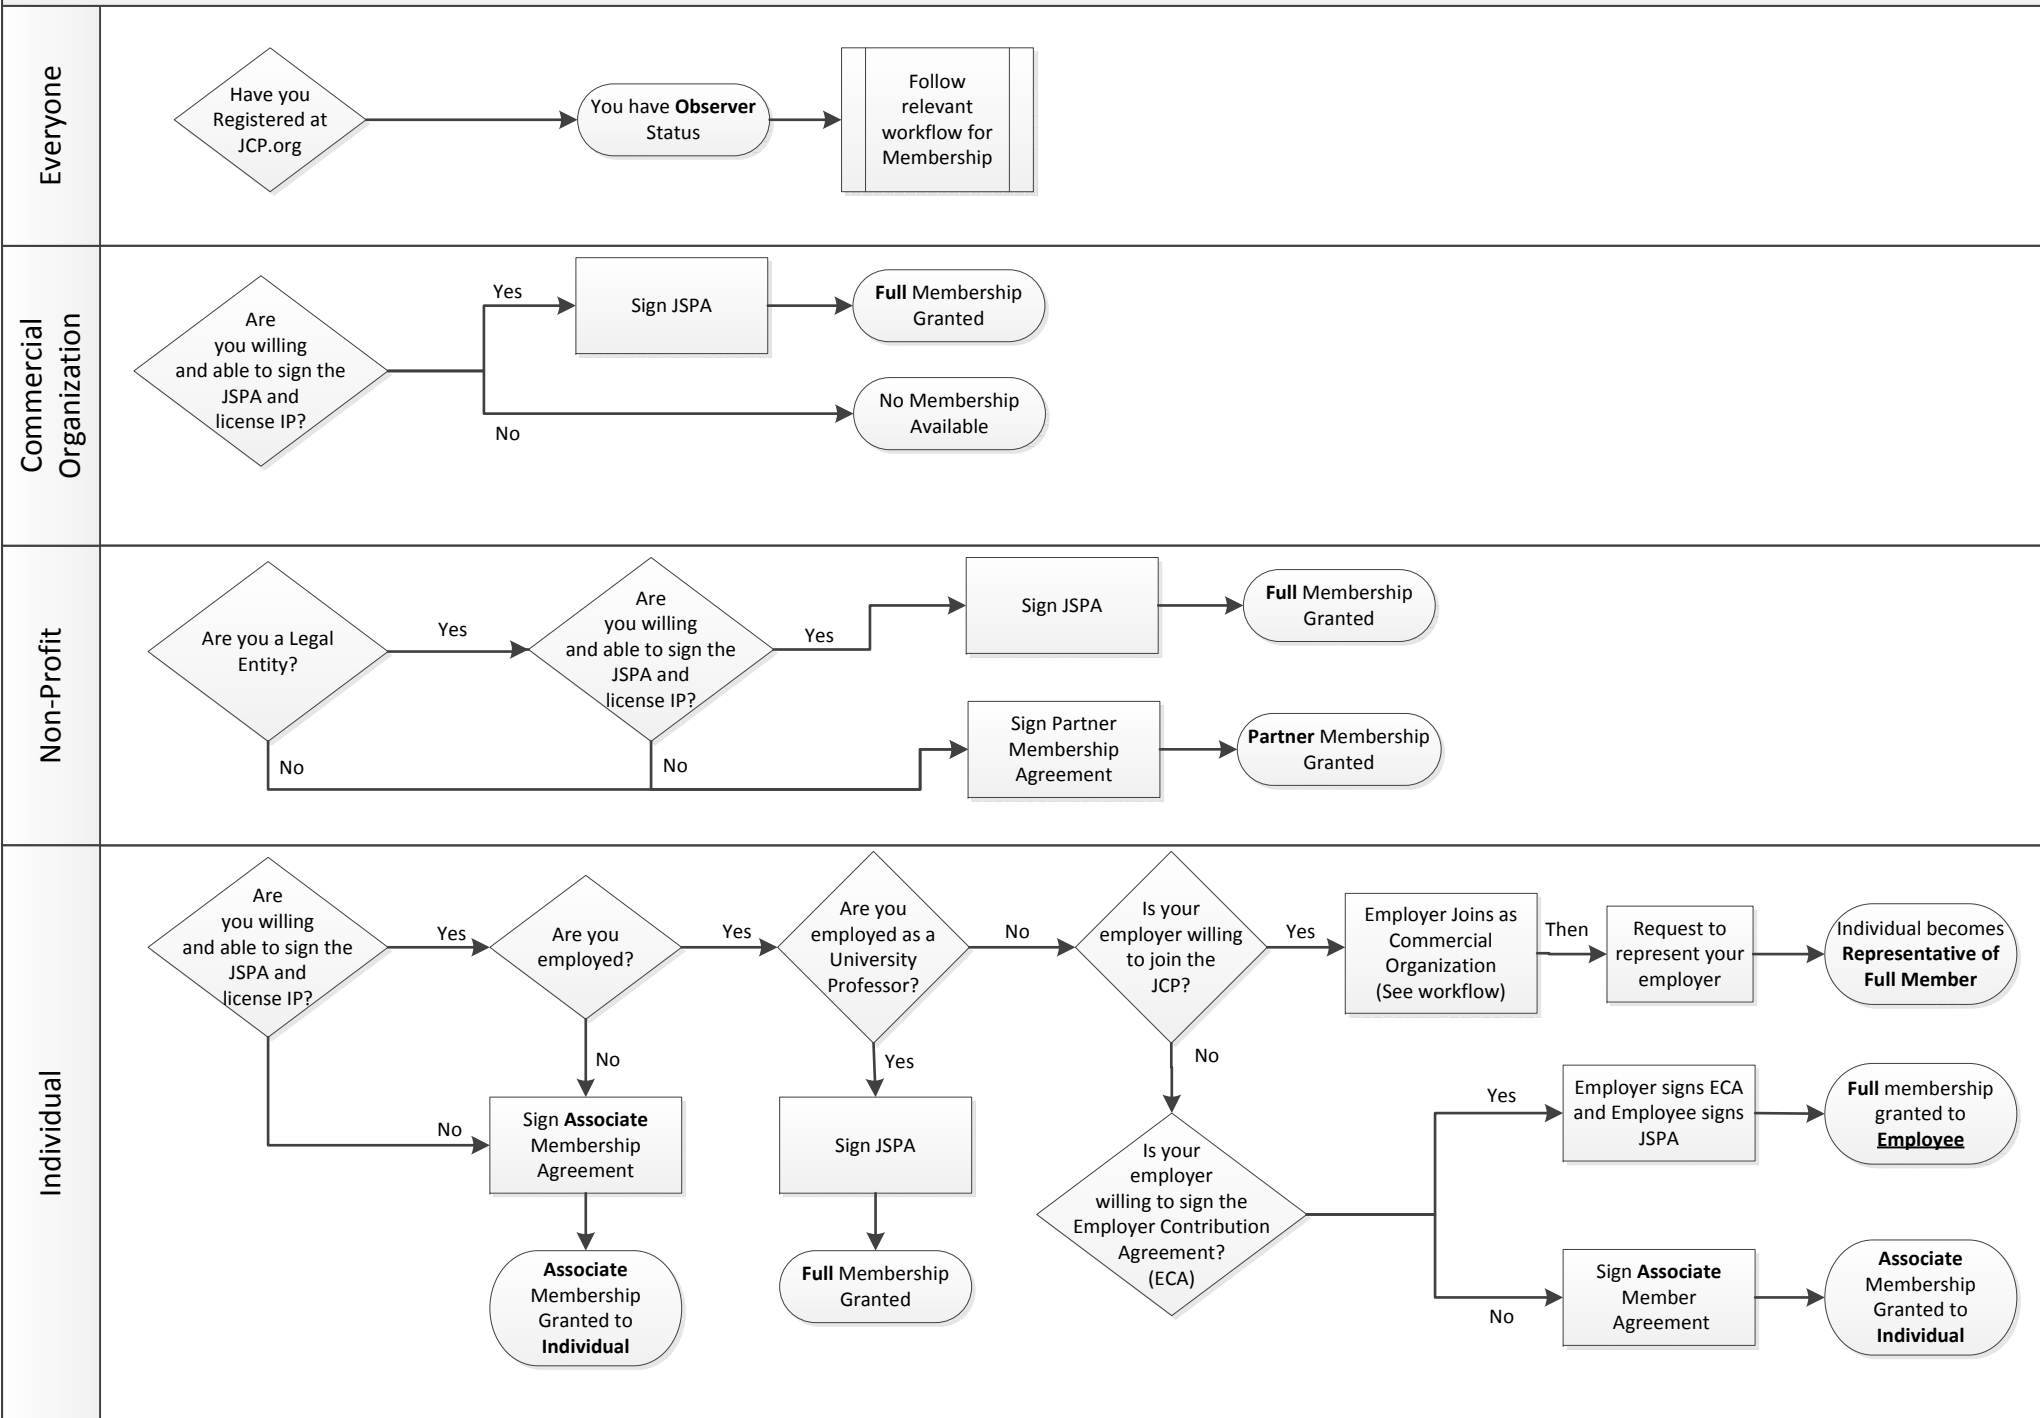 Everyone
Have you
Registered at
JCP.org
You have Observer
Status
Follow
relevant
workflow for
Membership
Commercial
Organization
Are
you willing
and able to sign the
JSPA and
license IP?
Yes
Sign JSPA
Full Membership
Granted
No
No Membership
Available
Non-Profit
Are you a Legal
Entity?
Yes
Are
you willing
and able to sign the
JSPA and
license IP?
Yes
Sign JSPA
Full Membership
Granted
No
No
Sign Partner
Membership
Agreement
Partner Membership
Granted
Individual
Are
you willing
and able to sign the
JSPA and
license IP?
Yes
Are you
employed?
Yes
Are you
employed as a
University
Professor?
No
Is your
employer willing
to join the
JCP?
Yes
Employer Joins as
Commercial
Organization
(See workflow)
Then
Request to
represent your
employer
Individual becomes
Representative of
Full Member
No
No
Sign Associate
Membership
Agreement
Associate
Membership
Granted to
Individual
Yes
Sign JSPA
Full Membership
Granted
No
Is your
employer
willing to sign the
Employer Contribution
Agreement?
(ECA)
Yes
Employer signs ECA
and Employee signs
JSPA
Full membership
granted to
Employee
No
Sign Associate
Member
Agreement
Associate
Membership
Granted to
Individual